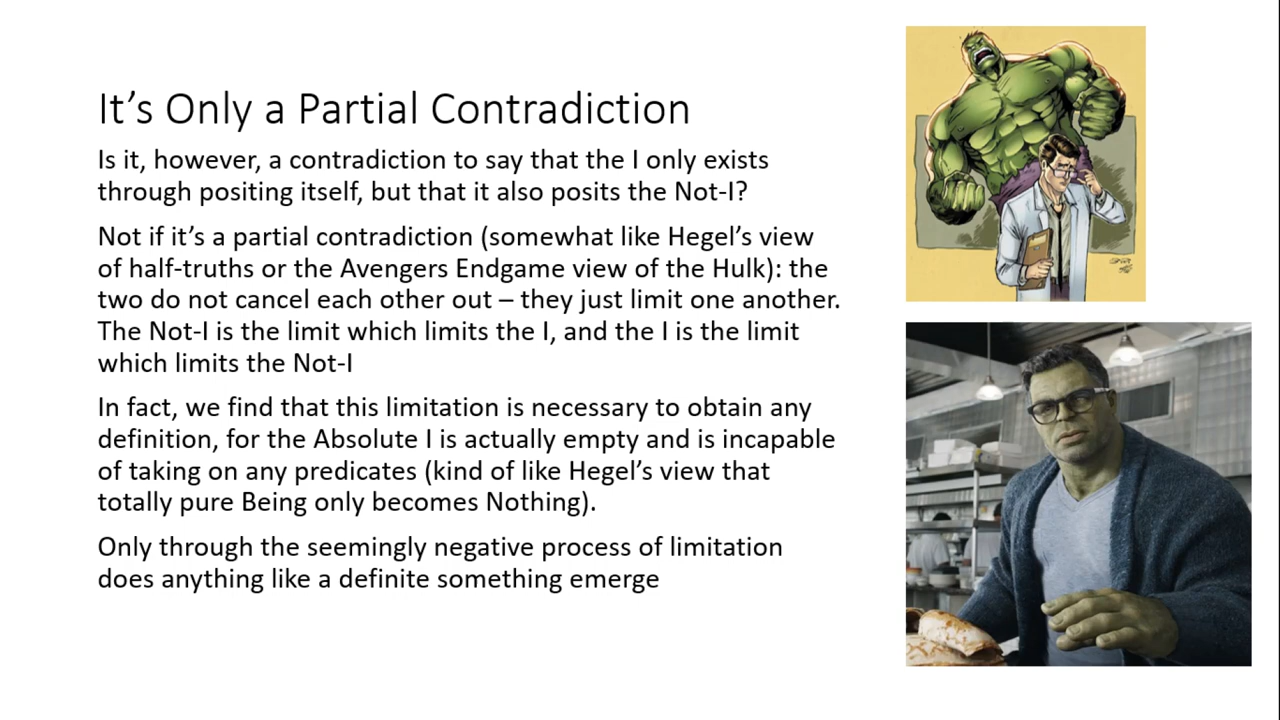 It’s Only a Partial Contradiction
Is it, however, a contradiction to say that the I only exists
through positing itself, but that it also posits the Not-I?
Not if it’s a partial contradiction (somewhat like Hegel’s view
of half-truths or the Avengers Endgame view of the Hulk): the
two do not cancel each other out – they just limit one another.
The Not-I is the limit which limits the I, and the I is the limit
which limits the Not-I
In fact, we find that this limitation is necessary to obtain any
definition, for the Absolute I is actually empty and is incapable
of taking on any predicates (kind of like Hegel’s view that
totally pure Being only becomes Nothing).
Only through the seemingly negative process of limitation
does anything like a definite something emerge